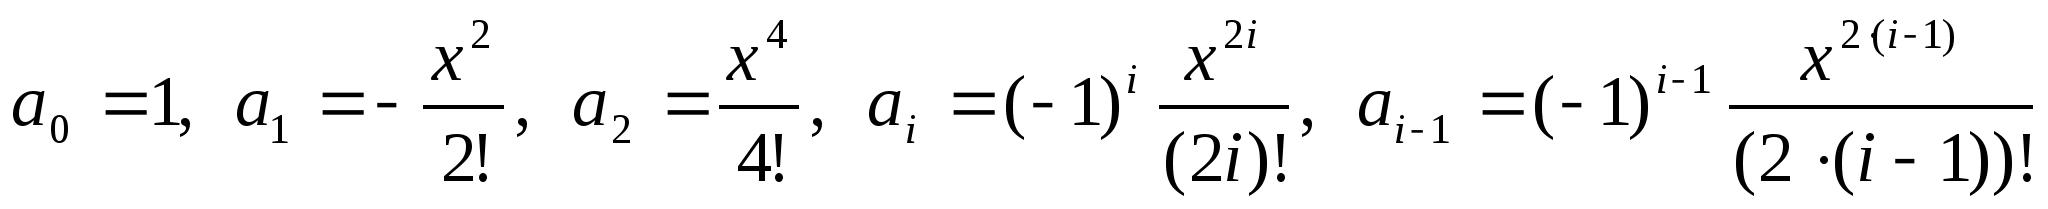 a₀ = 1, a₁ = - x²/2!, a₂ = x⁴/4!, aᵢ = (-1)ⁱ x²ⁱ/(2i)!, aᵢ₋₁ = (-1)ⁱ⁻¹ x^(2·(i-1))/(2·(i-1))!